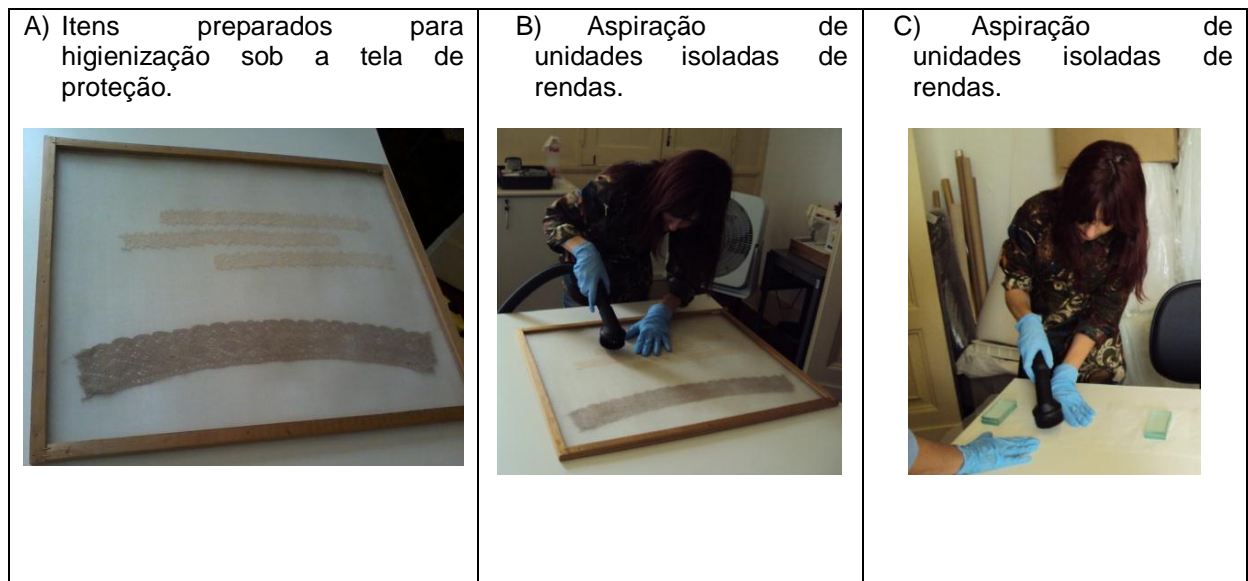 A) Itens preparados para
higienização sob a tela de
proteção.
B) Aspiração de
unidades isoladas de
rendas.
C) Aspiração de
unidades isoladas de
rendas.